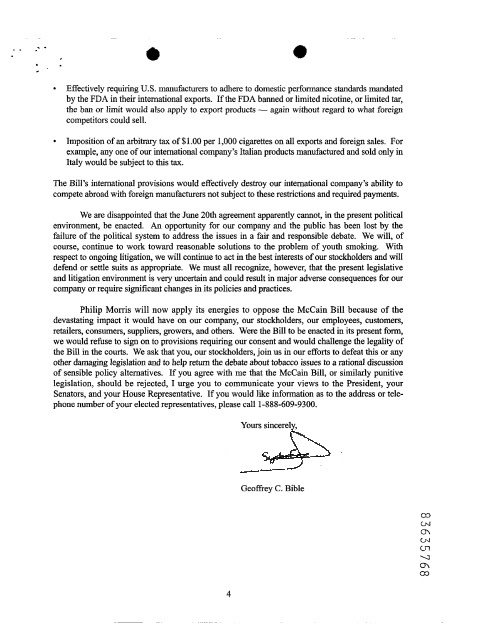 • Effectively requiring U.S. manufacturers to adhere to domestic performance standards mandated
by the FDA in their international exports. If the FDA banned or limited nicotine, or limited tar,
the ban or limit would also apply to export products — again without regard to what foreign
competitors could sell.
• Imposition of an arbitrary tax of $1.00 per 1,000 cigarettes on all exports and foreign sales. For
example, any one of our international company's Italian products manufactured and sold only in
Italy would be subject to this tax.
The Bill's international provisions would effectively destroy our international company's ability to
compete abroad with foreign manufacturers not subject to these restrictions and required payments.
We are disappointed that the June 20th agreement apparently cannot, in the present political
environment, be enacted. An opportunity for our company and the public has been lost by the
failure of the political system to address the issues in a fair and responsible debate. We will, of
course, continue to work toward reasonable solutions to the problem of youth smoking. With
respect to ongoing litigation, we will continue to act in the best interests of our stockholders and will
defend or settle suits as appropriate. We must all recognize, however, that the present legislative
and litigation environment is very uncertain and could result in major adverse consequences for our
company or require significant changes in its policies and practices.
Philip Morris will now apply its energies to oppose the McCain Bill because of the
devastating impact it would have on our company, our stockholders, our employees, customers,
retailers, consumers, suppliers, growers, and others. Were the Bill to be enacted in its present form,
we would refuse to sign on to provisions requiring our consent and would challenge the legality of
the Bill in the courts. We ask that you, our stockholders, join us in our efforts to defeat this or any
other damaging legislation and to help return the debate about tobacco issues to a rational discussion
of sensible policy alternatives. If you agree with me that the McCain Bill, or similarly punitive
legislation, should be rejected, I urge you to communicate your views to the President, your
Senators, and your House Representative. If you would like information as to the address or tele-
phone number of your elected representatives, please call 1-888-609-9300.
Yours sincerely,
Geoffrey C. Bible
83635768
4